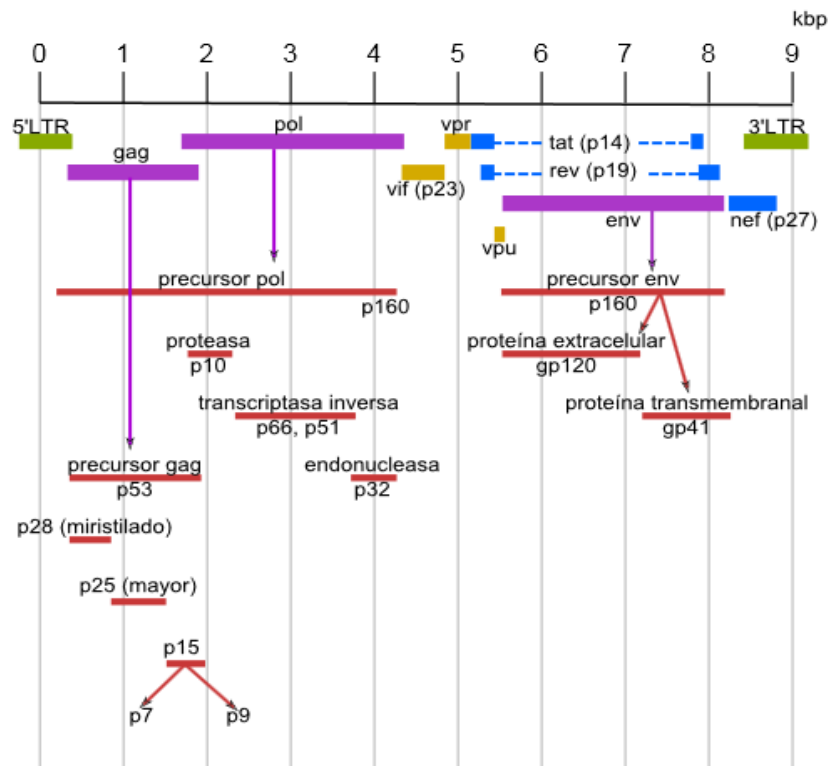 kbp
0 1 2 3 4 5 6 7 8 9
5'LTR
pol
vpr
tat (p14)
3'LTR
gag
vif (p23)
rev (p19)
env
nef (p27)
vpu
precursor pol
p160
precursor env
p160
proteasa
p10
proteína extracelular
gp120
transcriptasa inversa
p66, p51
proteína transmembranal
gp41
precursor gag
p53
endonucleasa
p32
p28 (miristilado)
p25 (mayor)
p15
p7
p9